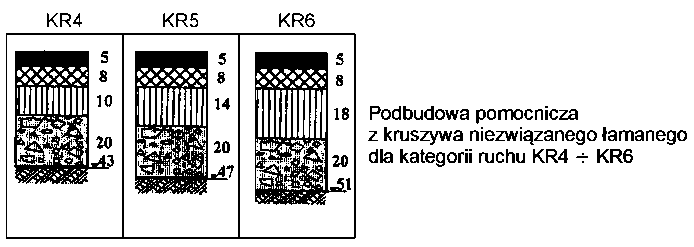 KR4 KR5 KR6
5 5 5
8 8 8
10 14 18
20 20 20
43 47 51
Podbudowa pomocnicza
z kruszywa niezwiązanego łamanego
dla kategorii ruchu KR4 ÷ KR6